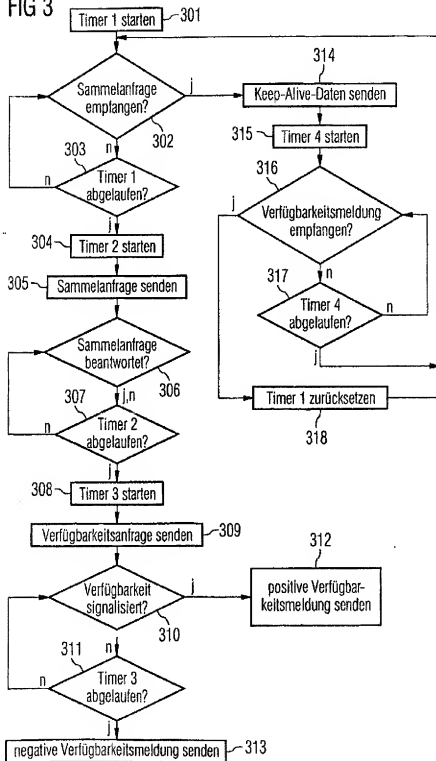 FIG 3
Timer 1 starten
301
Sammelanfrage
empfangen?
j
n
302
303
Timer 1
abgelaufen?
n
j
304
Timer 2 starten
305
Sammelanfrage senden
Sammelanfrage
beantwortet?
306
j,n
307
Timer 2
abgelaufen?
n
j
308
Timer 3 starten
Verfügbarkeitsanfrage senden
309
Verfügbarkeit
signalisiert?
j
310
n
311
Timer 3
abgelaufen?
n
j
negative Verfügbarkeitsmeldung senden
313
312
positive Verfügbar-
keitsmeldung senden
314
Keep-Alive-Daten senden
315
Timer 4 starten
316
j
Verfügbarkeitsmeldung
empfangen?
n
317
Timer 4
abgelaufen?
n
j
Timer 1 zurücksetzen
318